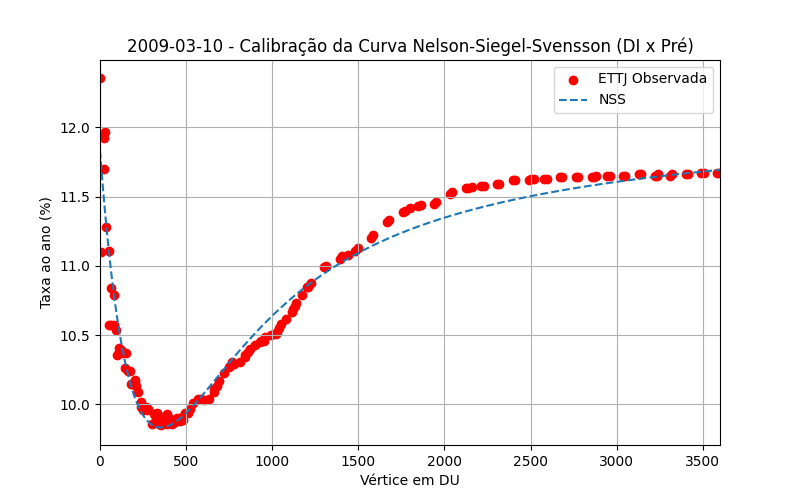 2009-03-10 - Calibração da Curva Nelson-Siegel-Svensson (DI x Pré)
ETTJ Observada
NSS
Taxa ao ano (%)
12.0
11.5
11.0
10.5
10.0
0 500 1000 1500 2000 2500 3000 3500
Vértice em DU